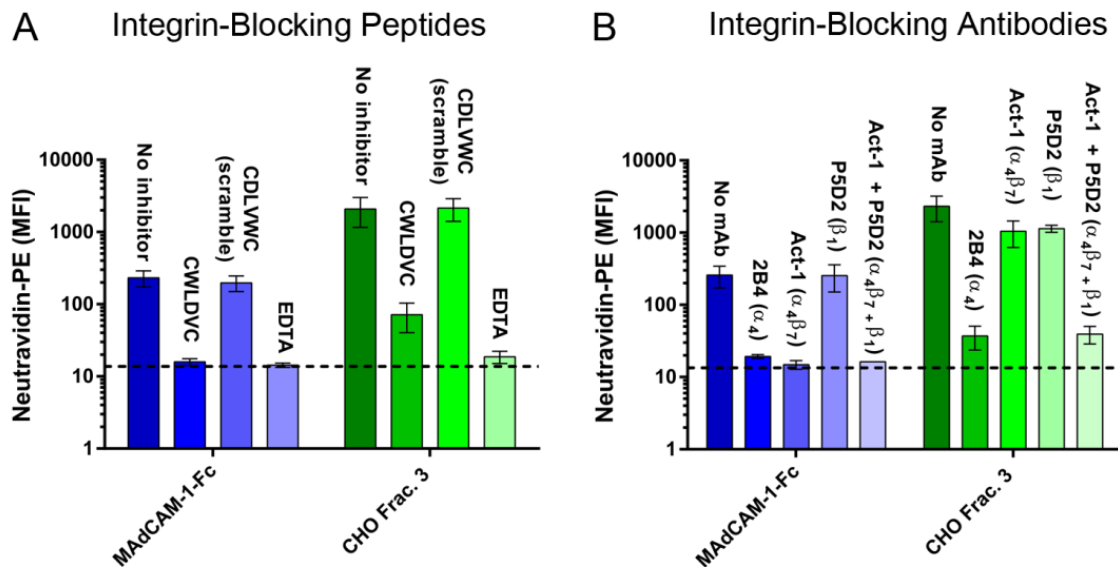 A
Integrin-Blocking Peptides
Neutravidin-PE (MFI)
10000
1000
100
10
1
No inhibitor
CWLDVC
CDLVWC
(scramble)
EDTA
No inhibitor
CWLDVC
CDLVWC
(scramble)
EDTA
MAdCAM-1-Fc
CHO Frac. 3
B
Integrin-Blocking Antibodies
Neutravidin-PE (MFI)
10000
1000
100
10
1
No mAb
2B4 (α₄)
Act-1 (α₄β₇)
P5D2 (β₁)
Act-1 + P5D2 (α₄β₇ + β₁)
No mAb
2B4 (α₄)
Act-1 (α₄β₇)
P5D2 (β₁)
Act-1 + P5D2 (α₄β₇ + β₁)
MAdCAM-1-Fc
CHO Frac. 3